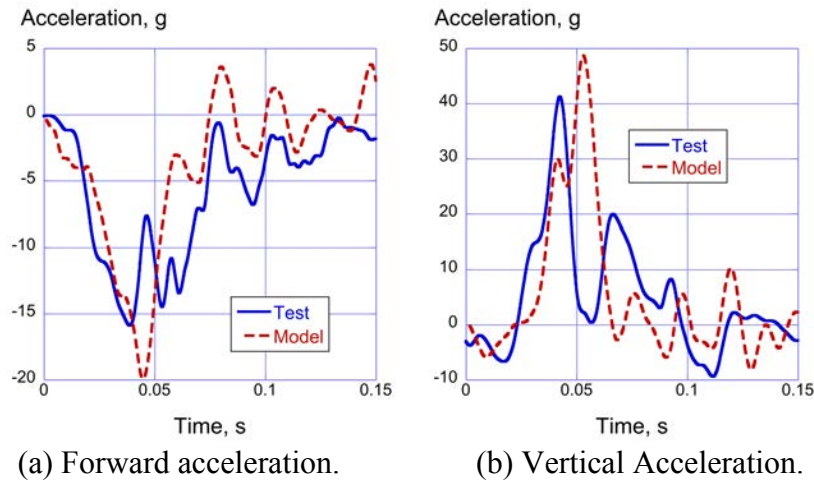 Acceleration, g
5
0
-5
-10
-15
-20
0
0.05
0.1
0.15
Test
Model
Time, s
(a) Forward acceleration.
Acceleration, g
50
40
30
20
10
0
-10
0
0.05
0.1
0.15
Test
Model
Time, s
(b) Vertical Acceleration.